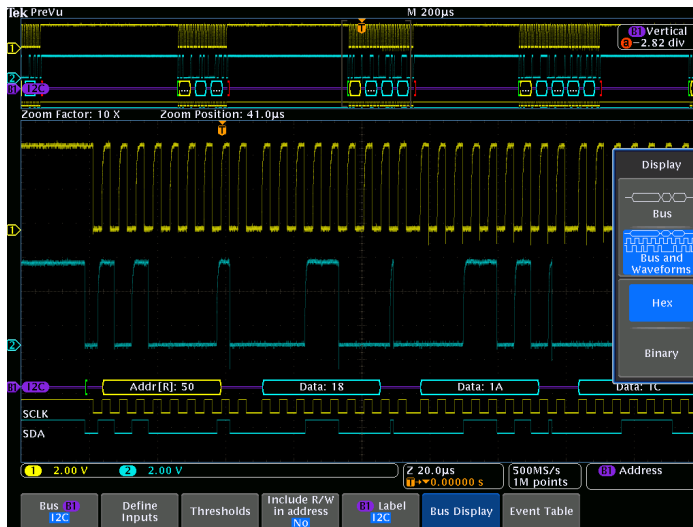 Tek PreVu M 200µs
T
B1 Vertical
a -2.82 div
1
2
B1 I2C
Zoom Factor: 10 X Zoom Position: 41.0µs
T
Display
Bus
1
Bus and
Waveforms
Hex
2
Binary
B1 I2C Addr[R]: 50 Data: 18 Data: 1A Data: 1C
SCLK
SDA
1 2.00 V 2 2.00 V Z 20.0µs 500MS/s B1 Address
T→▼0.00000 s 1M points
Bus B1
I2C
Define
Inputs
Thresholds
Include R/W
in address
No
B1 Label
I2C
Bus Display
Event Table